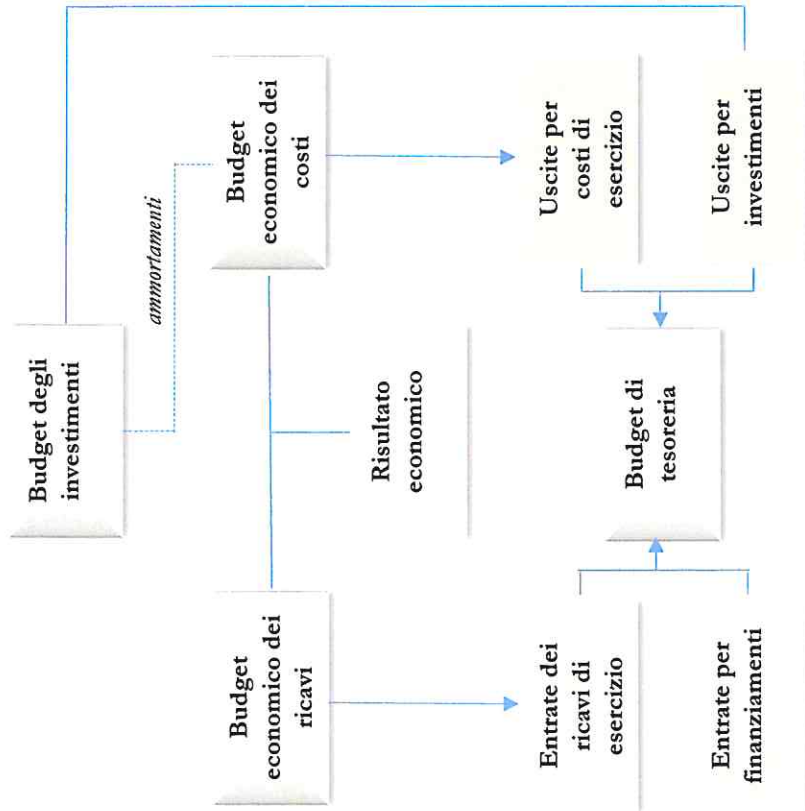 Budget degli
investimenti
ammortamenti
Budget
economico dei
ricavi
Budget
economico dei
costi
Risultato
economico
Entrate dei
ricavi di
esercizio
Uscite per
costi di
esercizio
Budget di
tesoreria
Entrate per
finanziamenti
Uscite per
investimenti